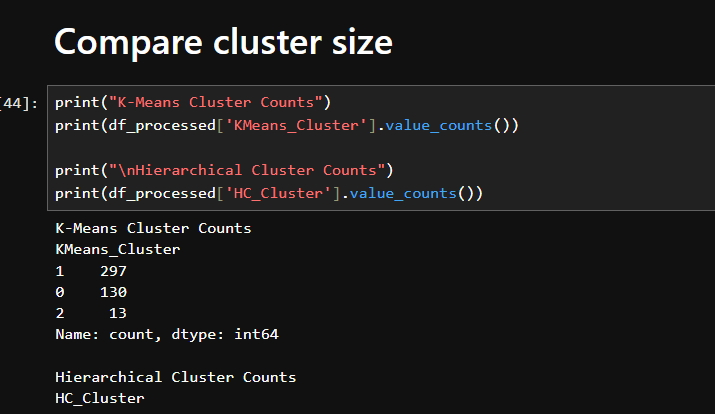 Compare cluster size
[44]:
print("K-Means Cluster Counts")
print(df_processed['KMeans_Cluster'].value_counts())
print("\nHierarchical Cluster Counts")
print(df_processed['HC_Cluster'].value_counts())
K-Means Cluster Counts
KMeans_Cluster
1    297
0    130
2     13
Name: count, dtype: int64
Hierarchical Cluster Counts
HC_Cluster